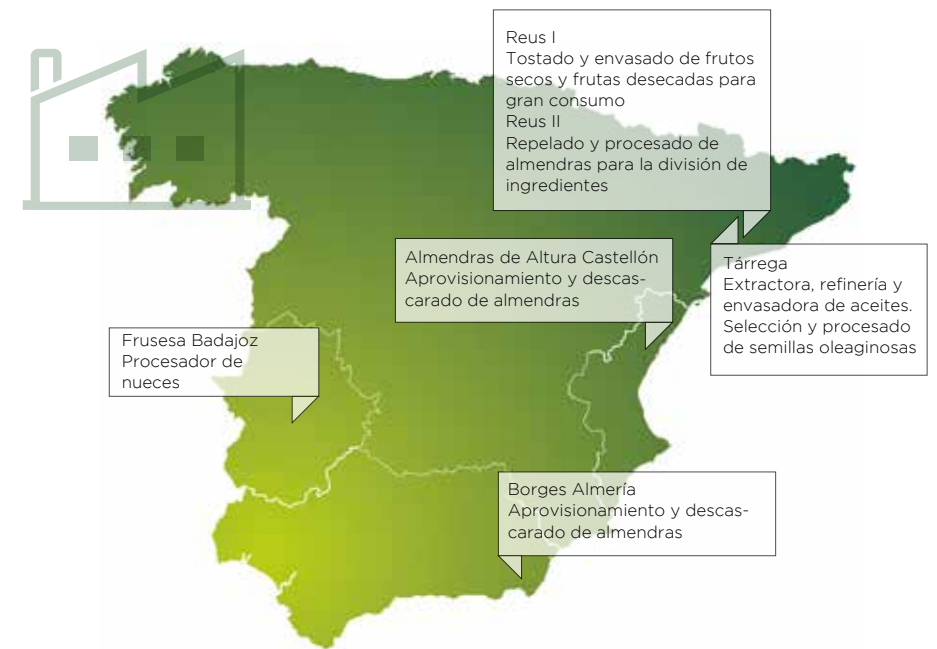 Reus I
Tostado y envasado de frutos
secos y frutas desecadas para
gran consumo
Reus II
Repelado y procesado de
almendras para la división de
ingredientes
Almendras de Altura Castellón
Aprovisionamiento y descas-
carado de almendras
Tárrega
Extractora, refinería y
envasadora de aceites.
Selección y procesado
de semillas oleaginosas
Frusesa Badajoz
Procesador de
nueces
Borges Almería
Aprovisionamiento y descas-
carado de almendras